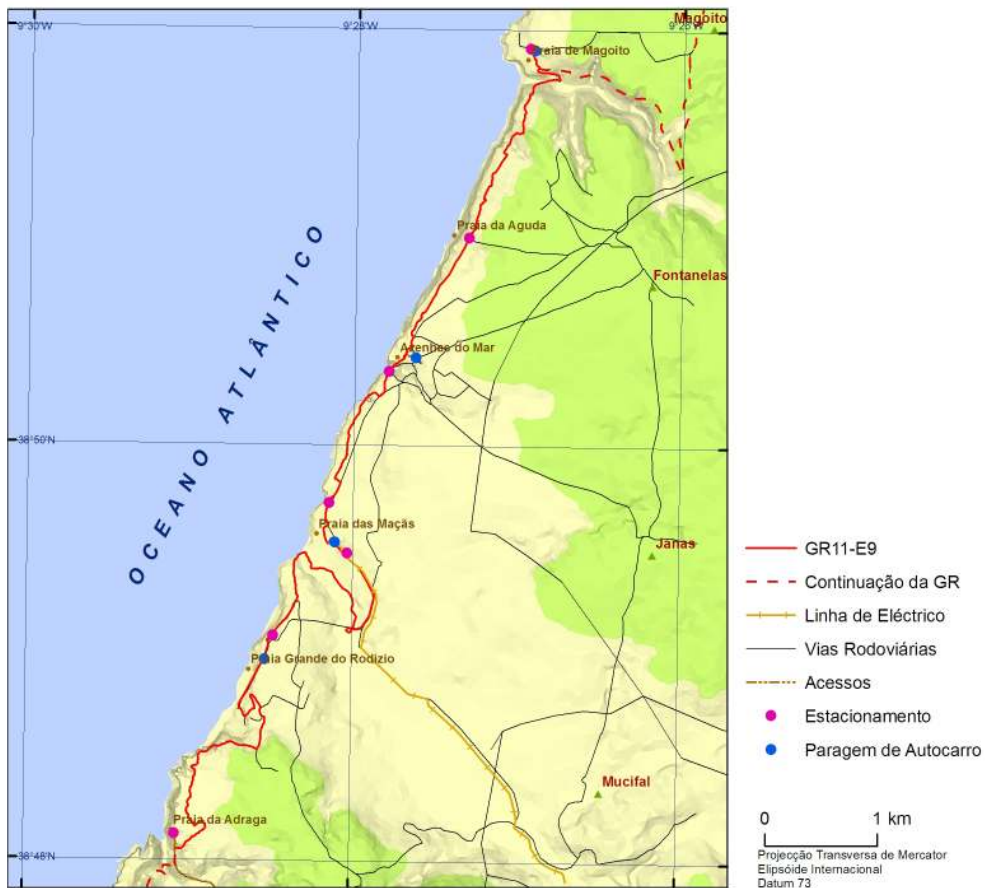 9°30'W
9°28'W
9°26'W
Magoito
Praia de Magoito
Praia da Aguda
Fontanelas
OCEANO ATLÂNTICO
Azenhas do Mar
38°50'N
Praia das Maçãs
Janas
Praia Grande do Rodizio
Mucifal
Praia da Adraga
38°48'N
GR11-E9
Continuação da GR
Linha de Eléctrico
Vias Rodoviárias
Acessos
Estacionamento
Paragem de Autocarro
0 1 km
Projecção Transversa de Mercator
Elipsóide Internacional
Datum 73